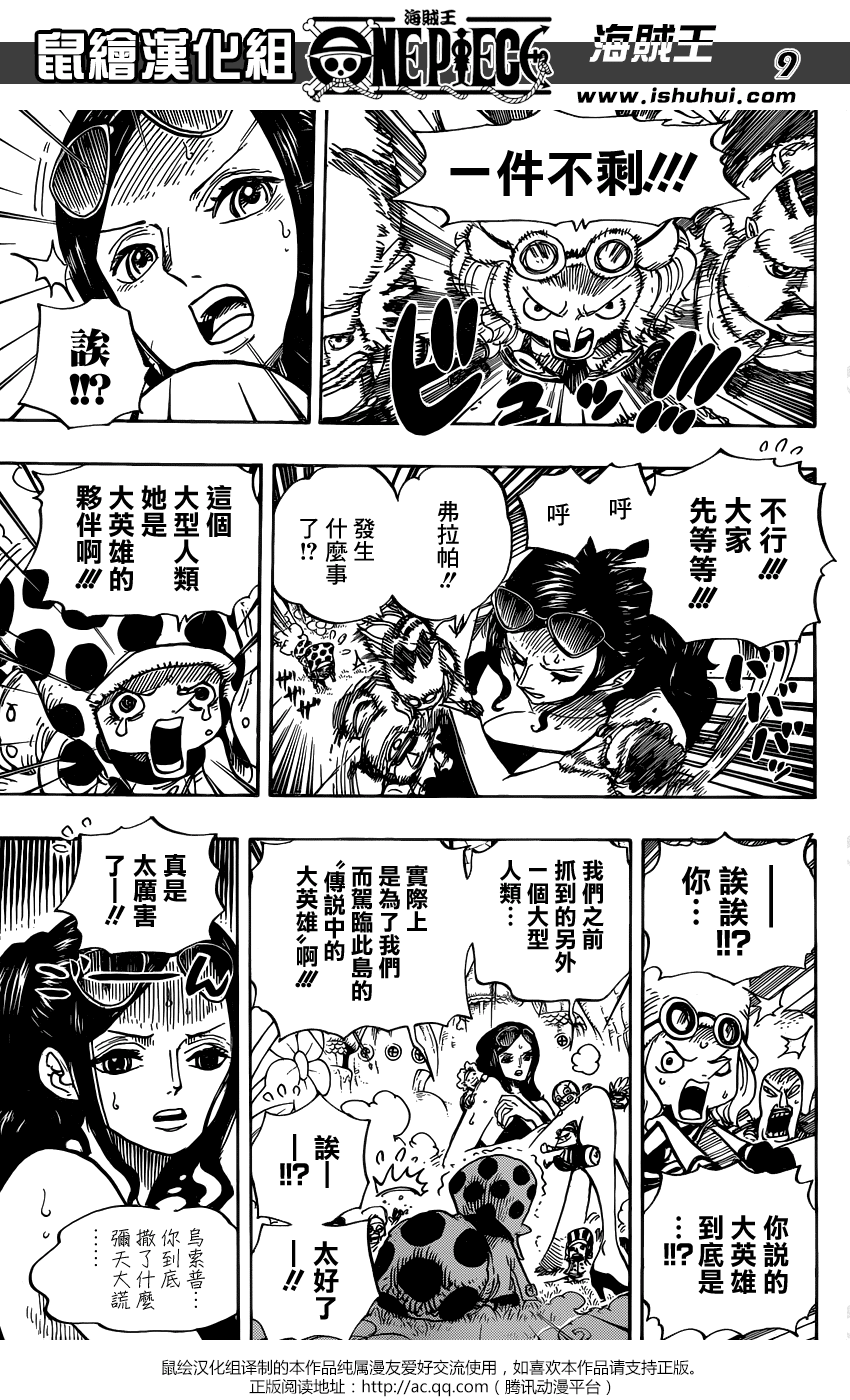 海賊王
鼠繪漢化組
ONE PIECE
海賊王
9
www.ishuhui.com
一件不剩!!!
ビュッ!!
誒
!!?
不行!!!
大家
先等等!!!
呼
呼
弗拉帕!!
發生
什麼事
了!?
ザザ
ザザ
這個
大型人類
她是
大英雄的
夥伴啊!!!
誒誒!!?
你…
你說的
大英雄
到底是
…!!?
我們之前
抓到的另外
一個大型
人類…
實際上
是為了我們
而駕臨此島的
〝傳說中的
大英雄〞啊!!!
誒—
—!!?
太好了
—!!
真是
太厲害
了—!!
烏索普…
你到底
撒了什麼
彌天大謊
……
鼠绘汉化组译制的本作品纯属漫友爱好交流使用，如喜欢本作品请支持正版。
正版阅读地址：http://ac.qq.com（腾讯动漫平台）